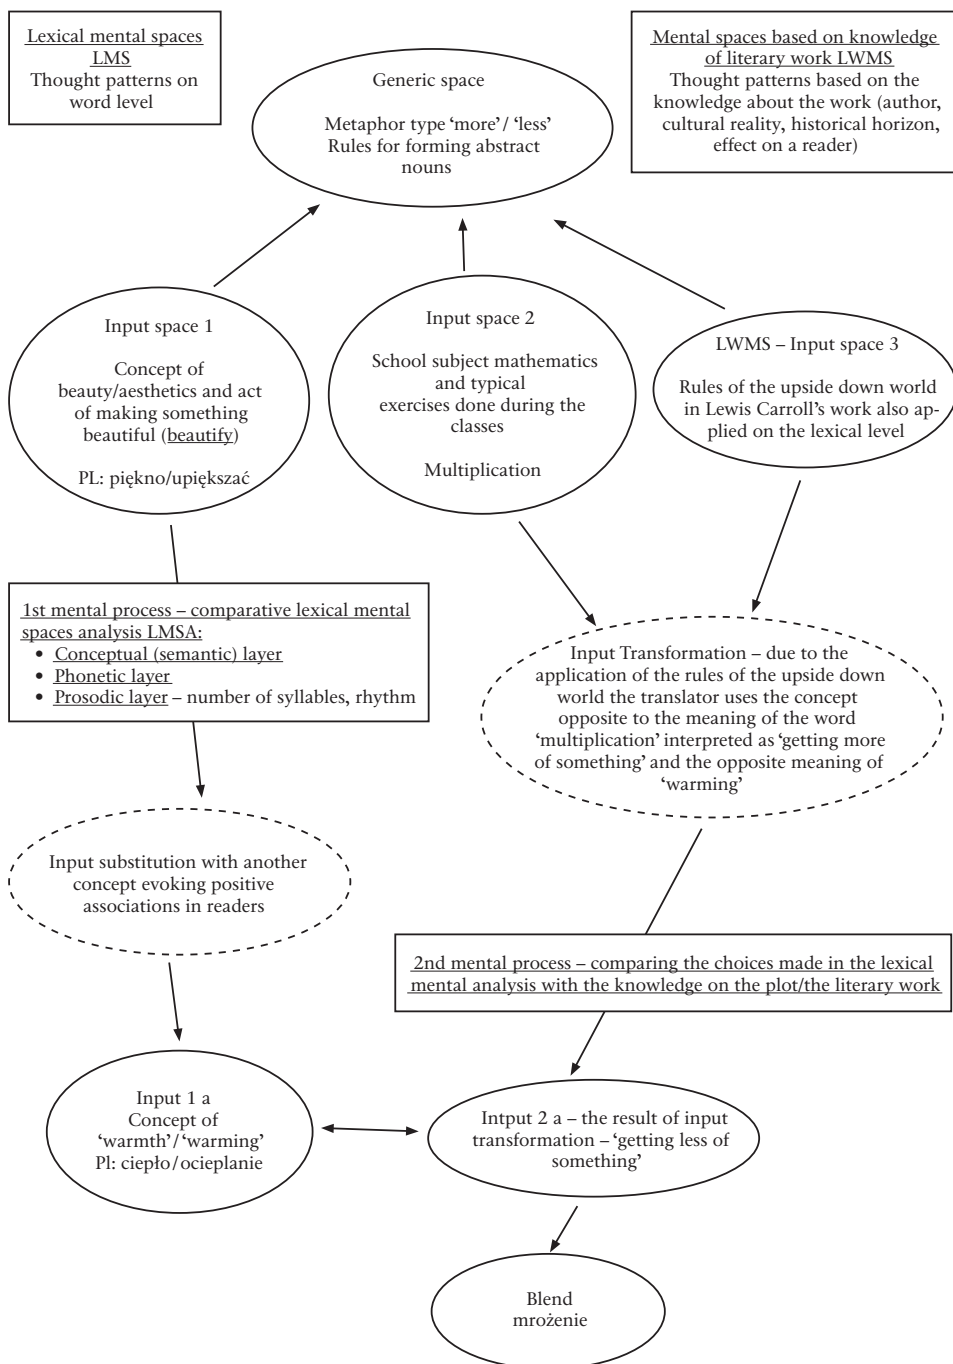 Lexical mental spaces
LMS
Thought patterns on
word level
Generic space
Metaphor type ‘more’/ ‘less’
Rules for forming abstract
nouns
Mental spaces based on knowledge
of literary work LWMS
Thought patterns based on the
knowledge about the work (author,
cultural reality, historical horizon,
effect on a reader)
Input space 1
Concept of
beauty/aesthetics and act
of making something
beautiful (beautify)
PL: piękno/upiększać
Input space 2
School subject mathematics
and typical
exercises done during the
classes
Multiplication
LWMS – Input space 3
Rules of the upside down world
in Lewis Carroll’s work also ap-
plied on the lexical level
1st mental process – comparative lexical mental
spaces analysis LMSA:
• Conceptual (semantic) layer
• Phonetic layer
• Prosodic layer – number of syllables, rhythm
Input Transformation – due to the
application of the rules of the upside down
world the translator uses the concept
opposite to the meaning of the word
‘multiplication’ interpreted as ‘getting more
of something’ and the opposite meaning of
‘warming’
Input substitution with another
concept evoking positive
associations in readers
2nd mental process – comparing the choices made in the lexical
mental analysis with the knowledge on the plot/the literary work
Input 1 a
Concept of
‘warmth’/ ‘warming’
Pl: ciepło/ocieplanie
Intput 2 a – the result of input
transformation – ‘getting less of
something’
Blend
mrożenie